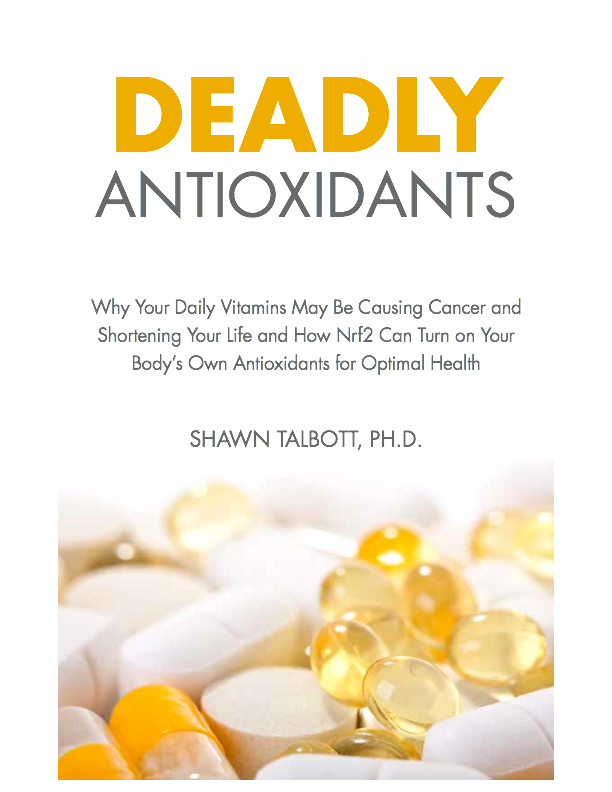 DEADLY
ANTIOXIDANTS
Why Your Daily Vitamins May Be Causing Cancer and
Shortening Your Life and How Nrf2 Can Turn on Your
Body's Own Antioxidants for Optimal Health
SHAWN TALBOTT, PH.D.